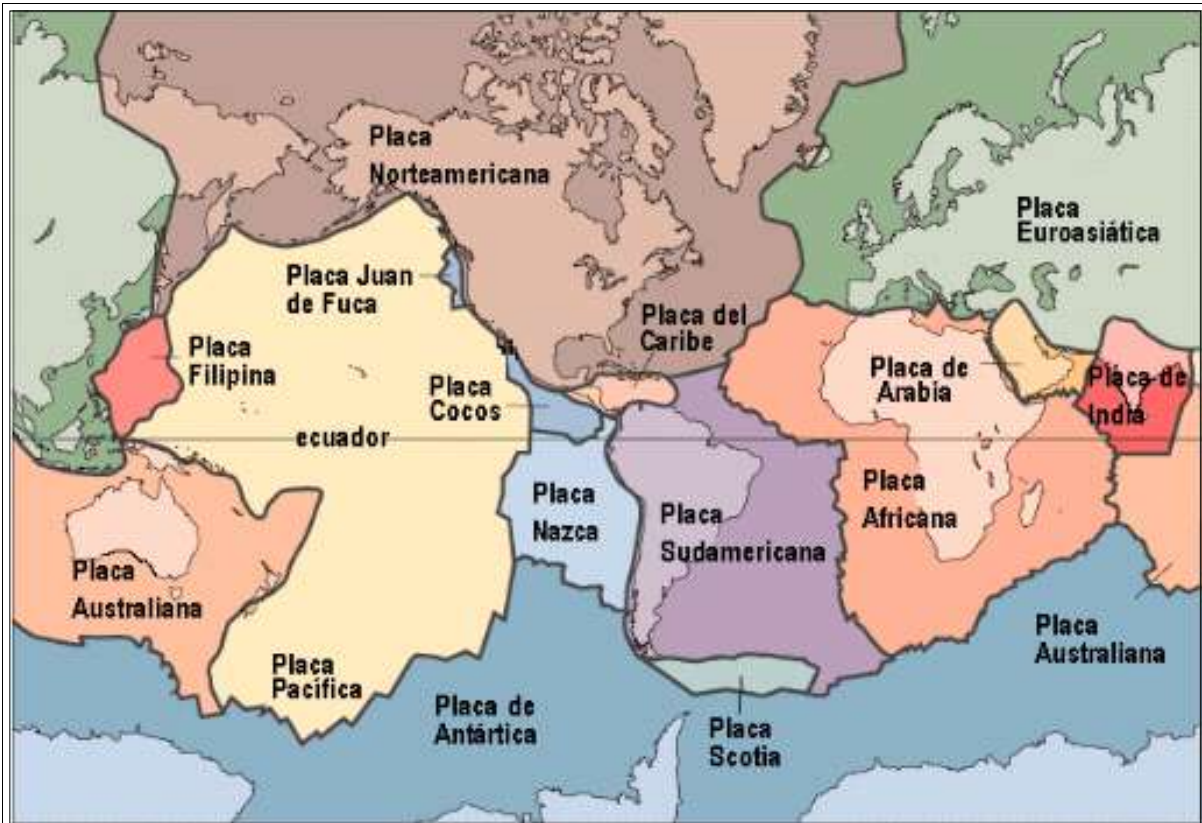 Placa
Norteamericana
Placa
Euroasiática
Placa Juan
de Fuca
Placa del
Caribe
Placa
Filipina
Placa de
Arabia
Placa de
Indiá
Placa
Cocos
ecuador
Placa
Nazca
Placa
Sudamericana
Placa
Africana
Placa
Australiana
Placa
Australiana
Placa
Pacífica
Placa de
Antártica
Placa
Scotia